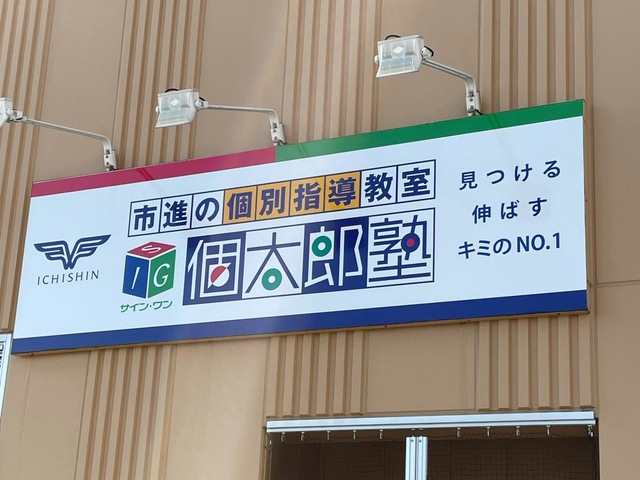 ICHISHIN
市進の個別指導教室
SIG
サイン・ワン
個太郎塾
見つける
伸ばす
キミのNO.1